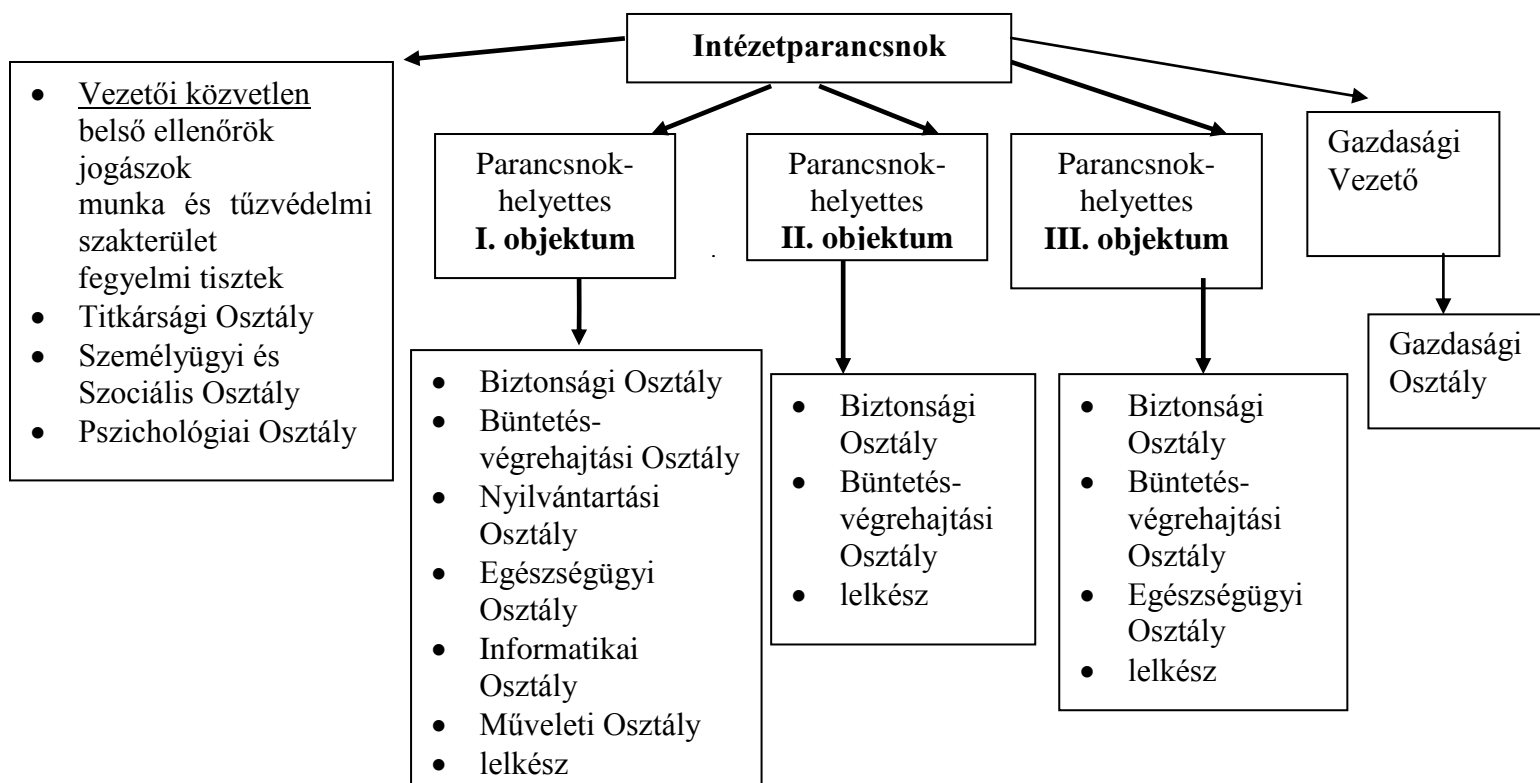 Intézetparancsnok
• Vezetői közvetlen
belső ellenőrök
jogászok
munka és tűzvédelmi
szakterület
fegyelmi tisztek
• Titkársági Osztály
• Személyügyi és
Szociális Osztály
• Pszichológiai Osztály
Parancsnok-
helyettes
I. objektum
Parancsnok-
helyettes
II. objektum
Parancsnok-
helyettes
III. objektum
Gazdasági
Vezető
• Biztonsági Osztály
• Büntetés-
végrehajtási Osztály
• Nyilvántartási
Osztály
• Egészségügyi
Osztály
• Informatikai
Osztály
• Műveleti Osztály
• lelkész
• Biztonsági
Osztály
• Büntetés-
végrehajtási
Osztály
• lelkész
• Biztonsági
Osztály
• Büntetés-
végrehajtási
Osztály
• Egészségügyi
Osztály
• lelkész
Gazdasági
Osztály